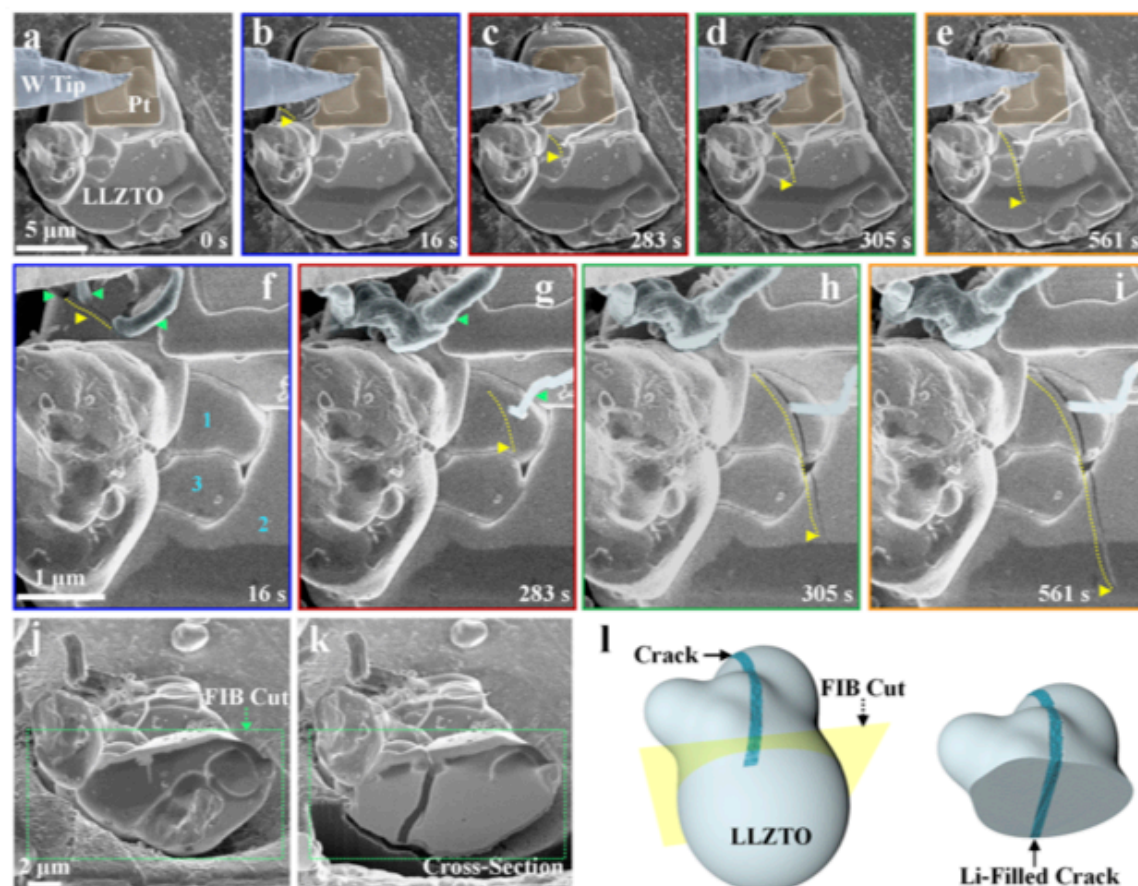 a
W Tip
Pt
LLZTO
5 μm
0 s
b
16 s
c
283 s
d
305 s
e
561 s
f
1
3
2
1 μm
16 s
g
283 s
h
305 s
i
561 s
j
FIB Cut
2 μm
k
Cross-Section
l
Crack
FIB Cut
LLZTO
Li-Filled Crack